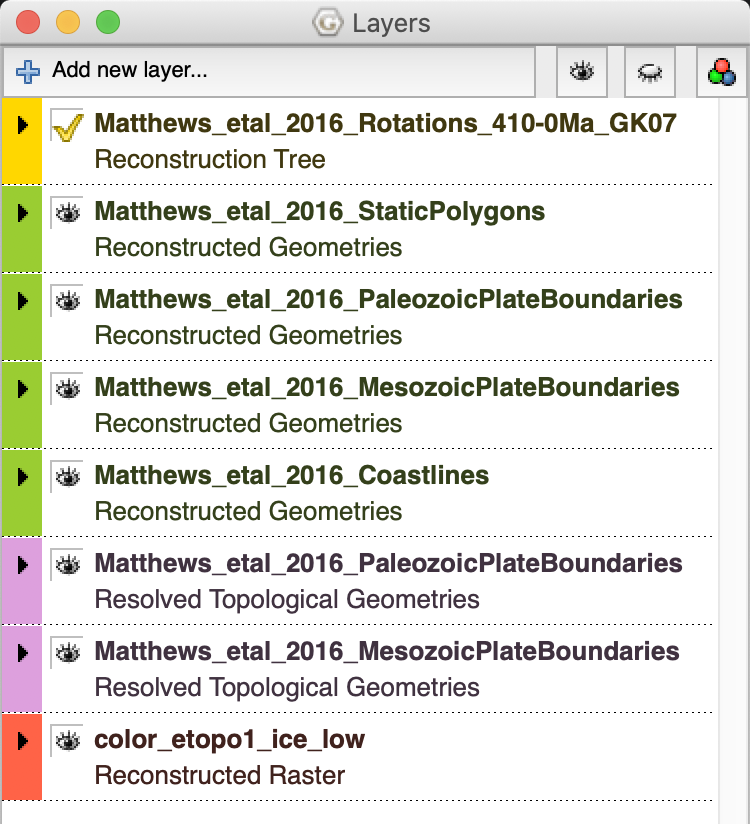 Layers
Add new layer...
Matthews_etal_2016_Rotations_410-0Ma_GK07
Reconstruction Tree
Matthews_etal_2016_StaticPolygons
Reconstructed Geometries
Matthews_etal_2016_PaleozoicPlateBoundaries
Reconstructed Geometries
Matthews_etal_2016_MesozoicPlateBoundaries
Reconstructed Geometries
Matthews_etal_2016_Coastlines
Reconstructed Geometries
Matthews_etal_2016_PaleozoicPlateBoundaries
Resolved Topological Geometries
Matthews_etal_2016_MesozoicPlateBoundaries
Resolved Topological Geometries
color_etopo1_ice_low
Reconstructed Raster